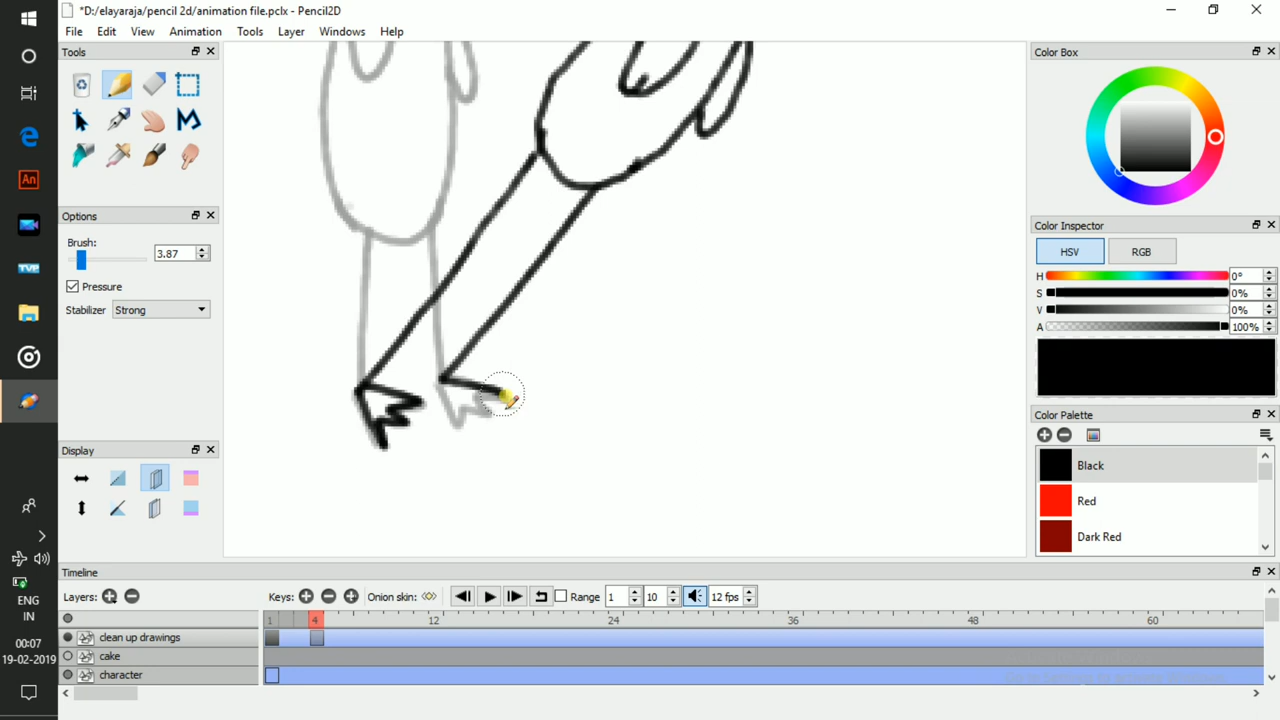 *D:/elayaraja/pencil 2d/animation file.pclx - Pencil2D
File Edit View Animation Tools Layer Window Help
Tools
Color Box
Options
Brush:
3.87
Pressure
Stabilizer Strong
Color Inspector
HSV RGB
H 0°
S 0%
V 0%
A 100%
Color Palette
Black
Red
Dark Red
Display
An
TVP
Timeline
Layers: Keys: Onion skin: Range 1 10 12 fps
1 4 12 24 36 48 60
clean up drawings
cake
character
ENG
IN
00:07
19-02-2019